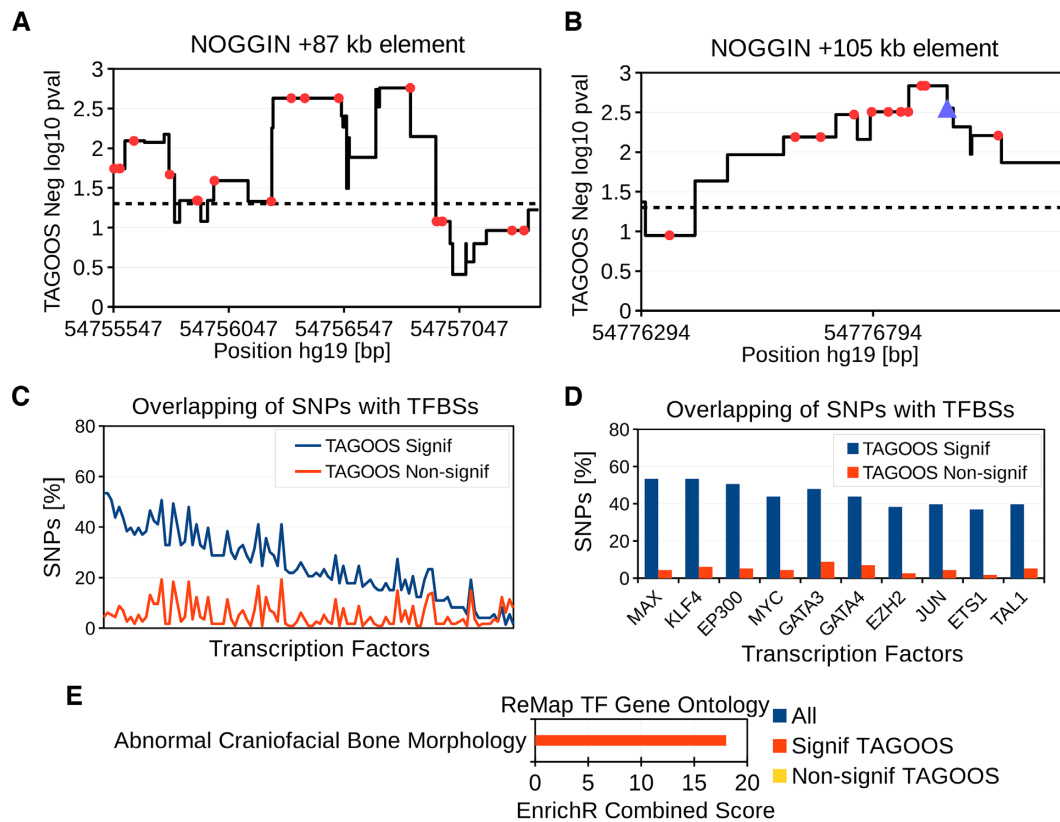 A
NOGGIN +87 kb element
TAGOOS Neg log10 pval
3
2.5
2
1.5
1
0.5
0
54755547 54756047 54756547 54757047
Position hg19 [bp]
B
NOGGIN +105 kb element
TAGOOS Neg log10 pval
3
2.5
2
1.5
1
0.5
0
54776294 54776794
Position hg19 [bp]
C
Overlapping of SNPs with TFBSs
SNPs [%]
80
60
40
20
0
TAGOOS Signif
TAGOOS Non-signif
Transcription Factors
D
Overlapping of SNPs with TFBSs
SNPs [%]
80
60
40
20
0
TAGOOS Signif
TAGOOS Non-signif
MAX KLF4 EP300 MYC GATA3 GATA4 EZH2 JUN ETS1 TAL1
Transcription Factors
E
ReMap TF Gene Ontology
Abnormal Craniofacial Bone Morphology
0 5 10 15 20
EnrichR Combined Score
All
Signif TAGOOS
Non-signif TAGOOS